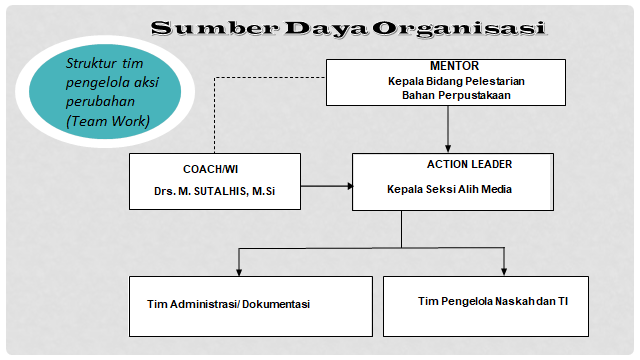 Sumber Daya Organisasi
Struktur tim
pengelola aksi
perubahan
(Team Work)
MENTOR
Kepala Bidang Pelestarian
Bahan Perpustakaan
COACH/WI
Drs. M. SUTALHIS, M.Si
ACTION LEADER
Kepala Seksi Alih Media
Tim Administrasi/ Dokumentasi
Tim Pengelola Naskah dan TI